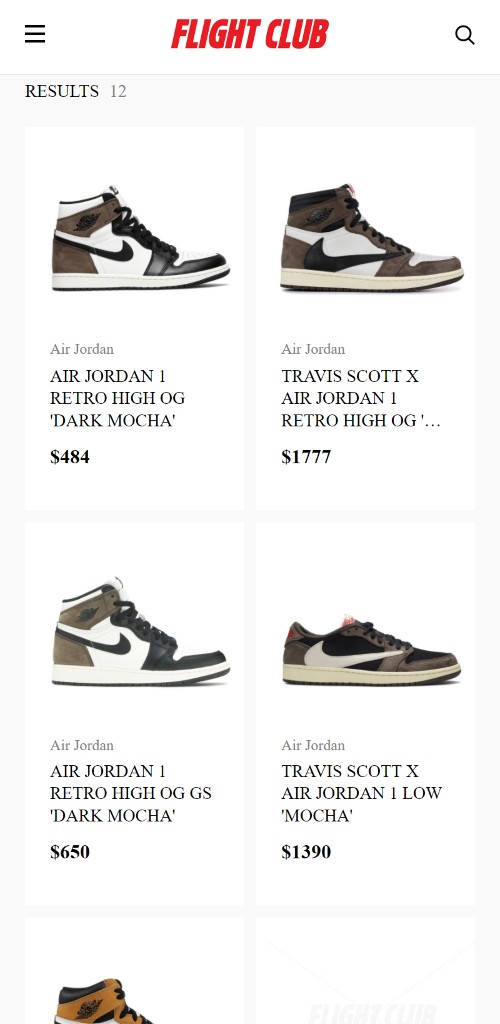 FLIGHT CLUB
RESULTS 12
Air Jordan
AIR JORDAN 1
RETRO HIGH OG
'DARK MOCHA'
$484
Air Jordan
TRAVIS SCOTT X
AIR JORDAN 1
RETRO HIGH OG '...
$1777
Air Jordan
AIR JORDAN 1
RETRO HIGH OG GS
'DARK MOCHA'
$650
Air Jordan
TRAVIS SCOTT X
AIR JORDAN 1 LOW
'MOCHA'
$1390
FLIGHT CLUB